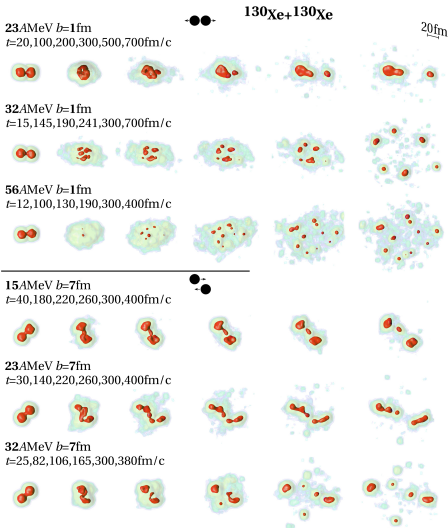 ¹³⁰Xe+¹³⁰Xe
20fm
23AMeV b=1fm
t=20,100,200,300,500,700fm/c
32AMeV b=1fm
t=15,145,190,241,300,700fm/c
56AMeV b=1fm
t=12,100,130,190,300,400fm/c
15AMeV b=7fm
t=40,180,220,260,300,400fm/c
23AMeV b=7fm
t=30,140,220,260,300,400fm/c
32AMeV b=7fm
t=25,82,106,165,300,380fm/c